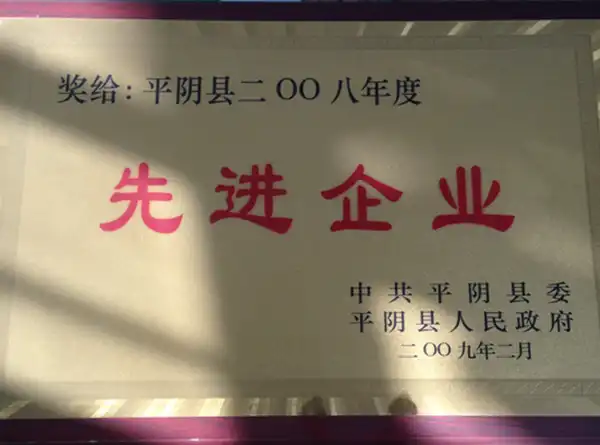 奖给：平阴县二OO八年度
先进企业
中共平阴县委
平阴县人民政府
二OO九年二月